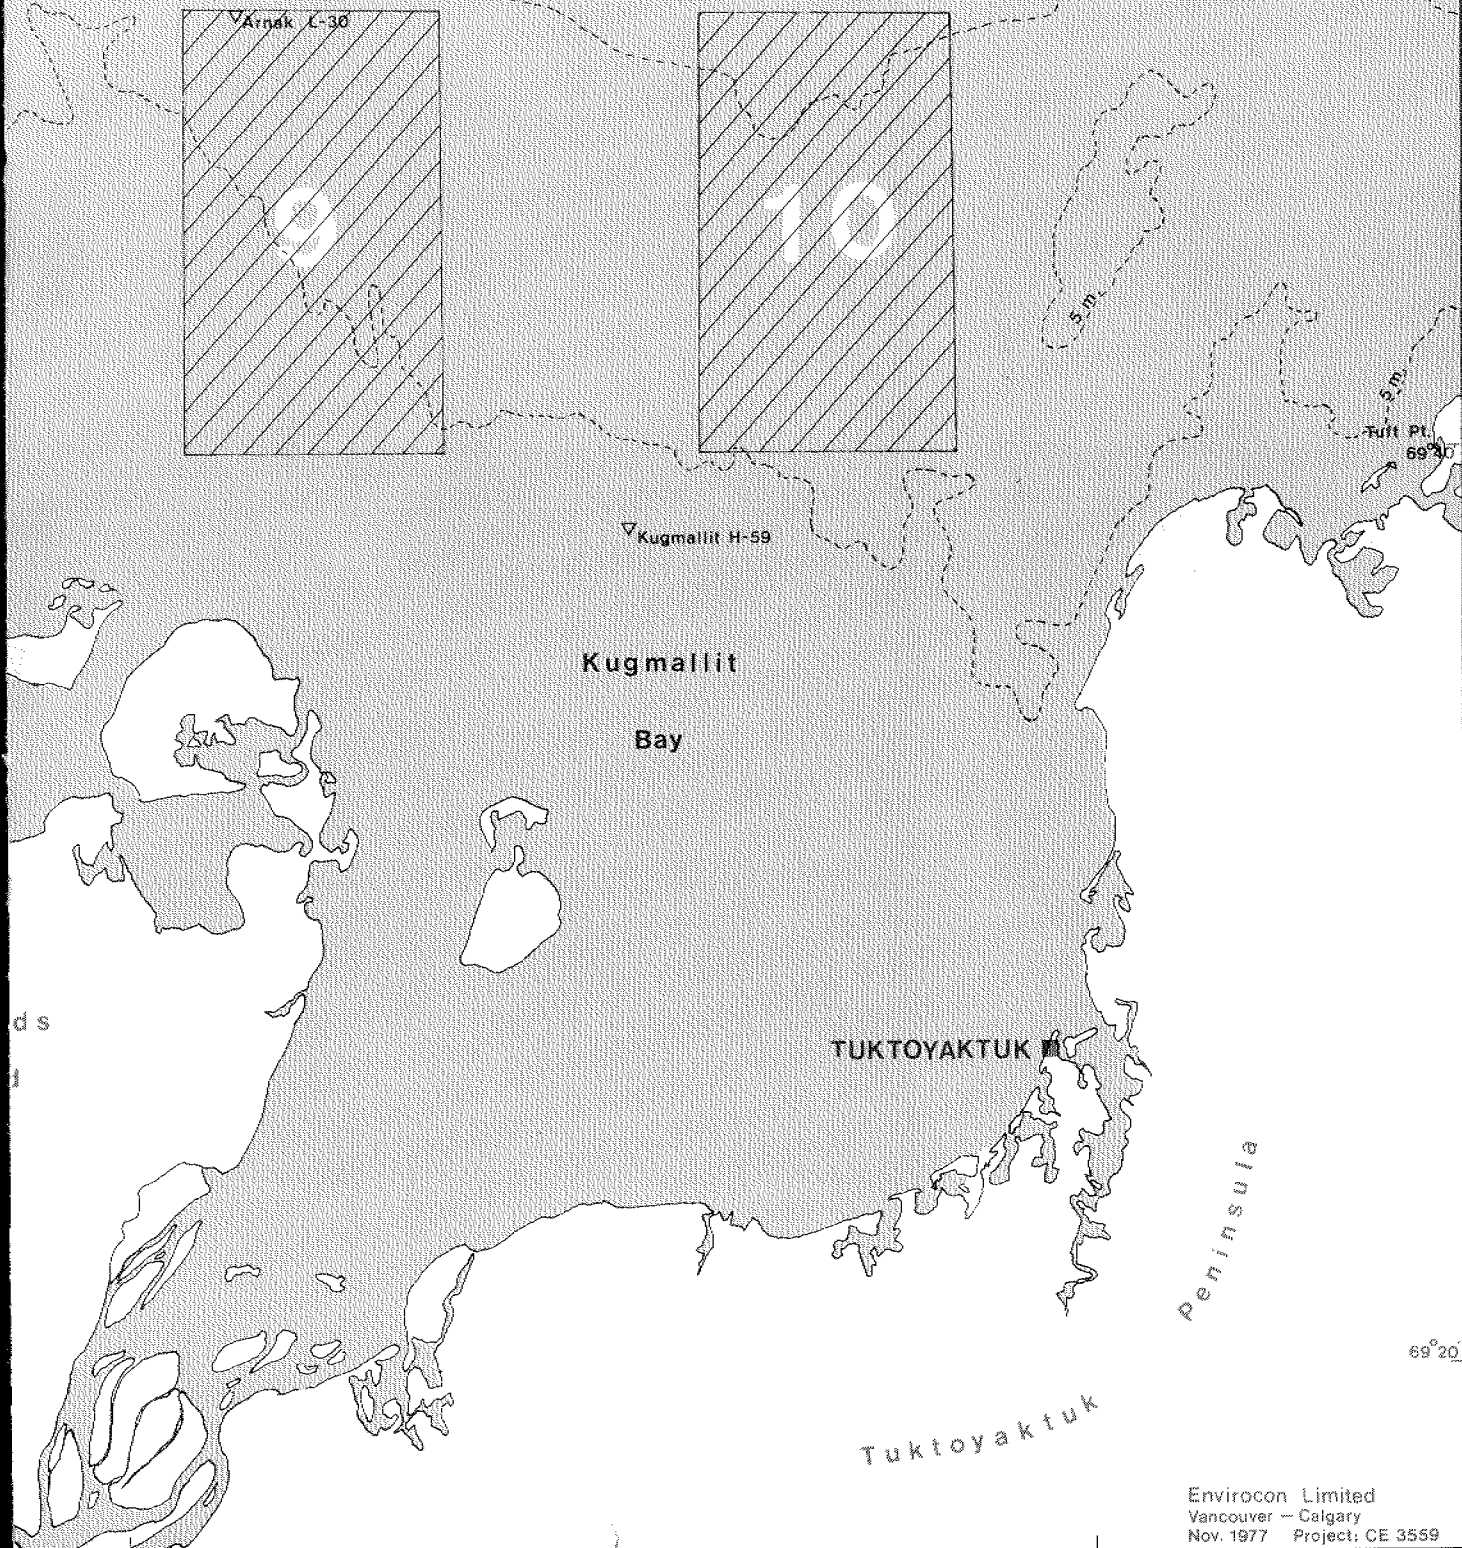 Arnak L-30
9
10
5 m
5 m
Tuft Pt.
69°40'
Kugmallit H-59
Kugmallit
Bay
ds
TUKTOYAKTUK
Peninsula
69°20'
Tuktoyaktuk
Envirocon Limited
Vancouver – Calgary
Nov. 1977 Project: CE 3559